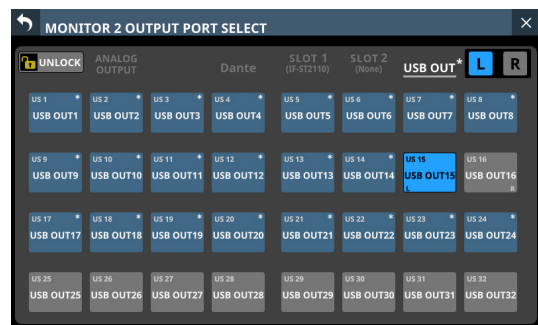 MONITOR 2 OUTPUT PORT SELECT
UNLOCK
ANALOG
OUTPUT
Dante
SLOT 1
(IF-ST2110)
SLOT 2
(None)
USB OUT*
L
R
US 1 * US 2 * US 3 * US 4 * US 5 * US 6 * US 7 * US 8 *
USB OUT1 USB OUT2 USB OUT3 USB OUT4 USB OUT5 USB OUT6 USB OUT7 USB OUT8
US 9 * US 10 * US 11 * US 12 * US 13 * US 14 * US 15 US 16
USB OUT9 USB OUT10 USB OUT11 USB OUT12 USB OUT13 USB OUT14 USB OUT15 USB OUT16
L R
US 17 * US 18 * US 19 * US 20 * US 21 * US 22 * US 23 * US 24 *
USB OUT17 USB OUT18 USB OUT19 USB OUT20 USB OUT21 USB OUT22 USB OUT23 USB OUT24
US 25 US 26 US 27 US 28 US 29 US 30 US 31 US 32
USB OUT25 USB OUT26 USB OUT27 USB OUT28 USB OUT29 USB OUT30 USB OUT31 USB OUT32